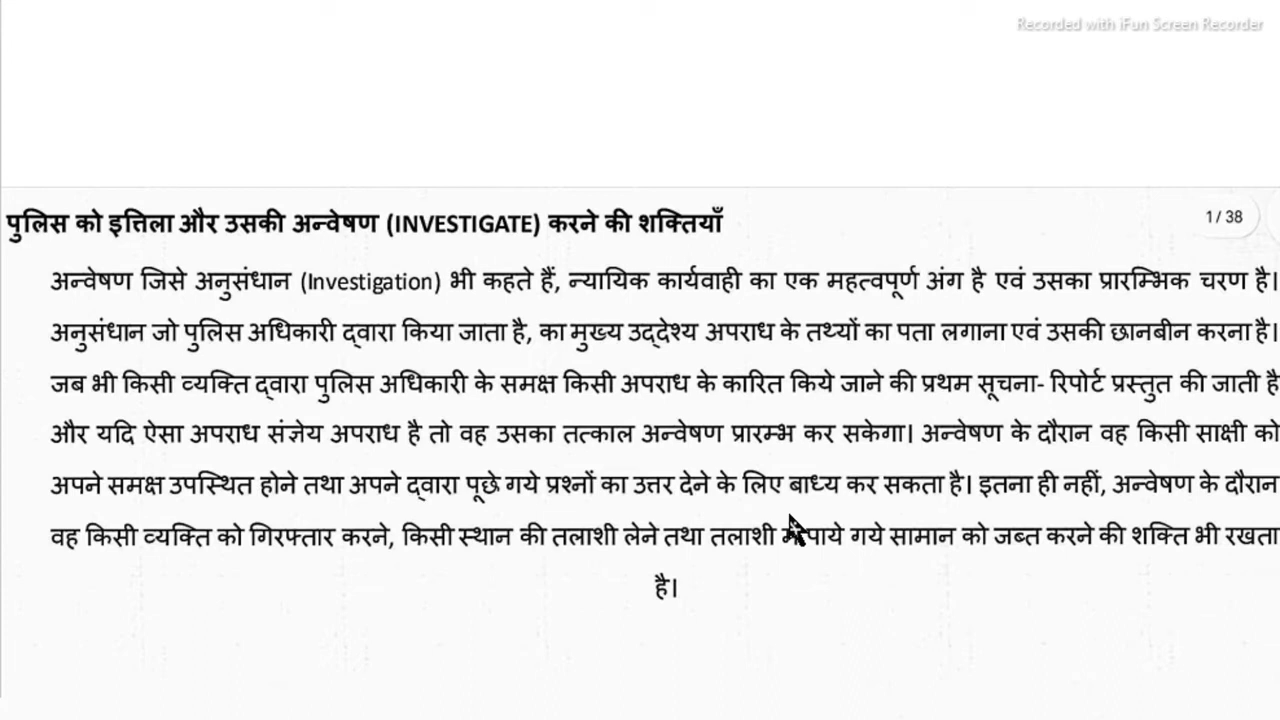 Recorded with iFun Screen Recorder
पुलिस को इत्तिला और उसकी अन्वेषण (INVESTIGATE) करने की शक्तियाँ
1/38
अन्वेषण जिसे अनुसंधान (Investigation) भी कहते हैं, न्यायिक कार्यवाही का एक महत्वपूर्ण अंग है एवं उसका प्रारम्भिक चरण है।
अनुसंधान जो पुलिस अधिकारी द्वारा किया जाता है, का मुख्य उद्देश्य अपराध के तथ्यों का पता लगाना एवं उसकी छानबीन करना है।
जब भी किसी व्यक्ति द्वारा पुलिस अधिकारी के समक्ष किसी अपराध के कारित किये जाने की प्रथम सूचना- रिपोर्ट प्रस्तुत की जाती है
और यदि ऐसा अपराध संज्ञेय अपराध है तो वह उसका तत्काल अन्वेषण प्रारम्भ कर सकेगा। अन्वेषण के दौरान वह किसी साक्षी को
अपने समक्ष उपस्थित होने तथा अपने द्वारा पूछे गये प्रश्नों का उत्तर देने के लिए बाध्य कर सकता है। इतना ही नहीं, अन्वेषण के दौरान
वह किसी व्यक्ति को गिरफ्तार करने, किसी स्थान की तलाशी लेने तथा तलाशी पाये गये सामान को जब्त करने की शक्ति भी रखता
है।